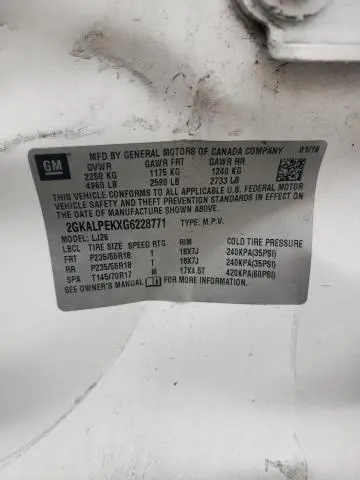 GM
MFD BY GENERAL MOTORS OF CANADA COMPANY 01/16
GVWR GAWR FRT GAWR RR
2250 KG 1175 KG 1240 KG
4960 LB 2590 LB 2733 LB
THIS VEHICLE CONFORMS TO ALL APPLICABLE U.S. FEDERAL MOTOR
VEHICLE SAFETY AND THEFT PREVENTION STANDARDS IN EFFECT ON
THE DATE OF MANUFACTURE SHOWN ABOVE.
2GKALPEKXG6228771 TYPE: M.P.V.
MODEL: LJ26
LBC TIRE SIZE SPEED RTG RIM COLD TIRE PRESSURE
FRT P235/55R18 T 18X7J 240KPA(35PSI)
RR P235/55R18 T 18X7J 240KPA(35PSI)
SPA T145/70R17 M 17X4.5T 420KPA(60PSI)
SEE OWNER'S MANUAL FOR MORE INFORMATION.